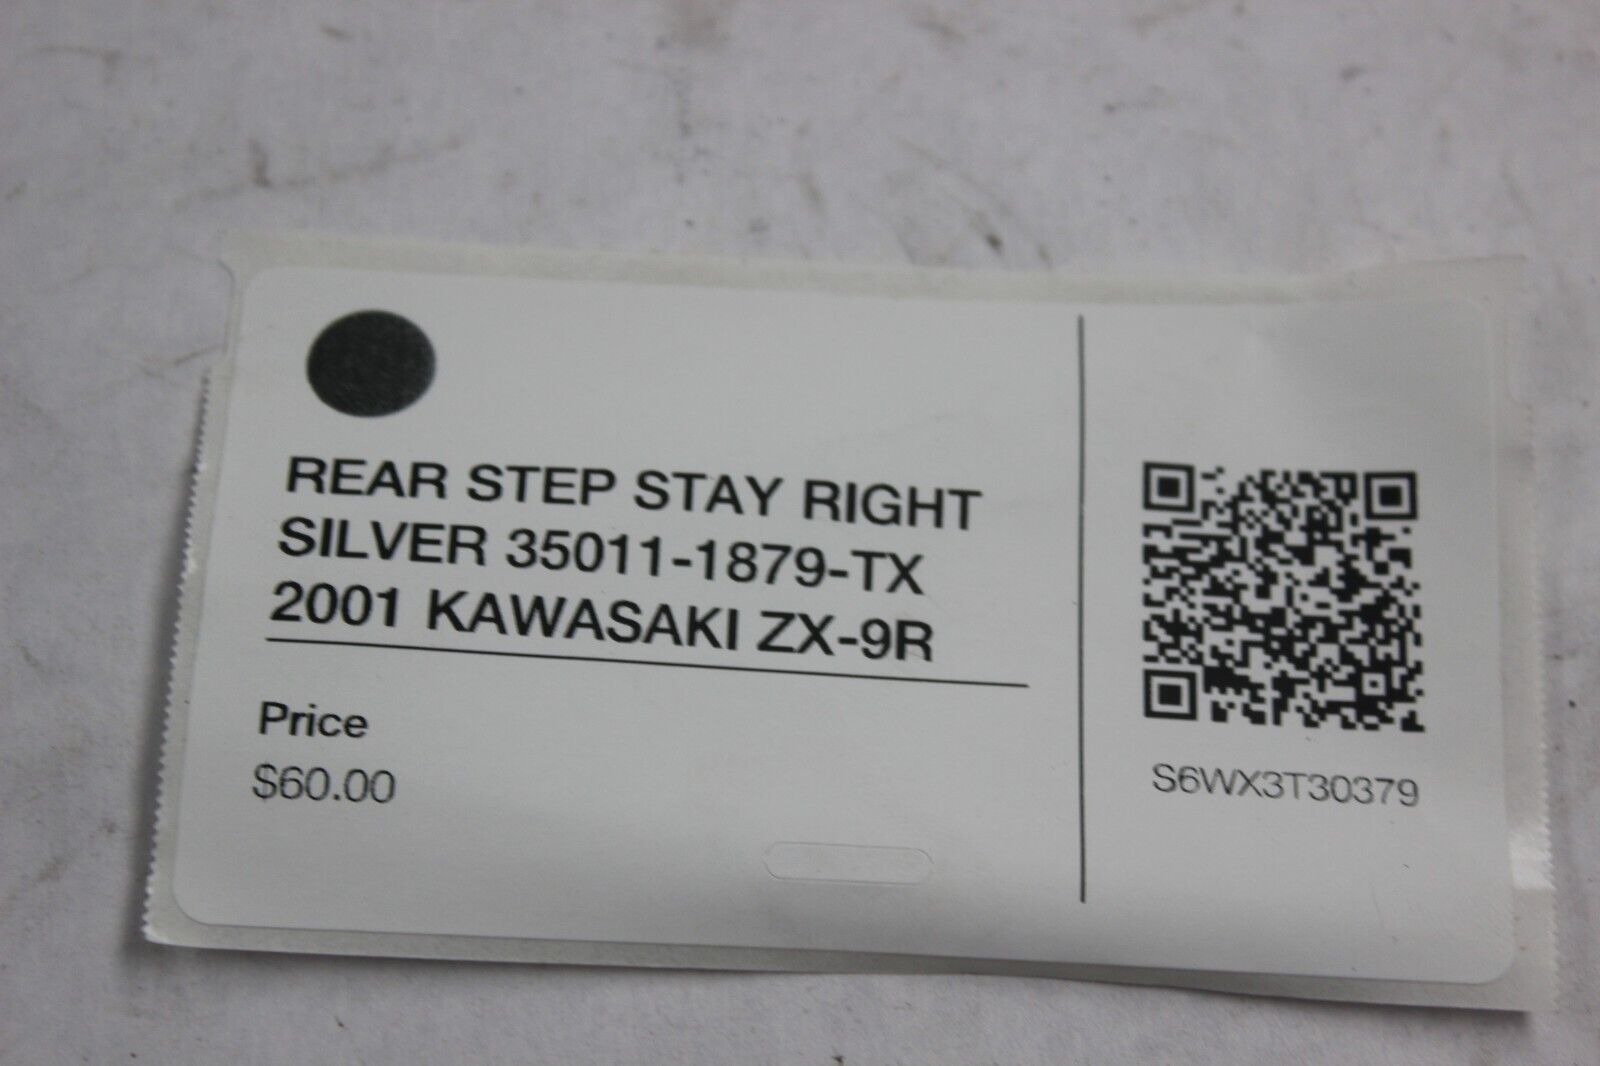 REAR STEP STAY RIGHT
SILVER 35011-1879-TX
2001 KAWASAKI ZX-9R
Price
$60.00
S6WX3T30379